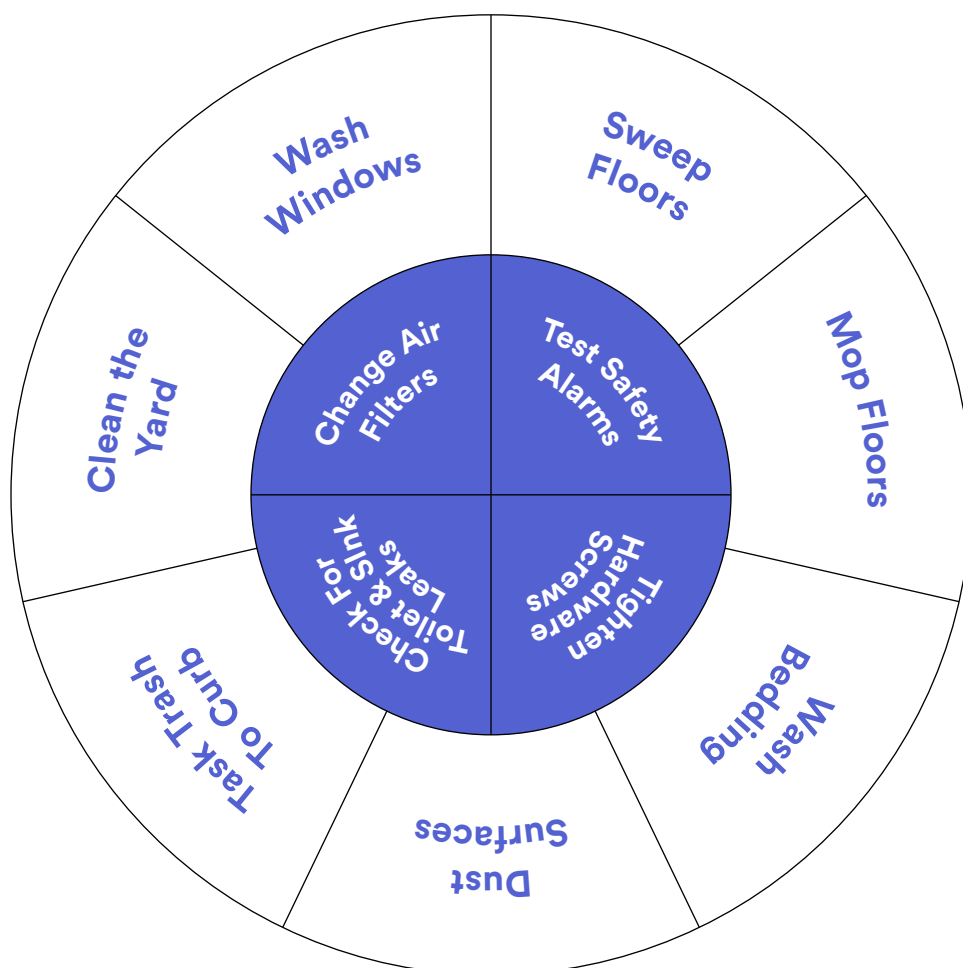 Sweep
Floors
Mop Floors
Wash
Bedding
Dust
Surfaces
Task Trash
To Curb
Clean the
Yard
Wash
Windows
Test Safety
Alarms
Tighten
Hardware
Screws
Check For
Toilet & SInk
Leaks
Change Air
Filters